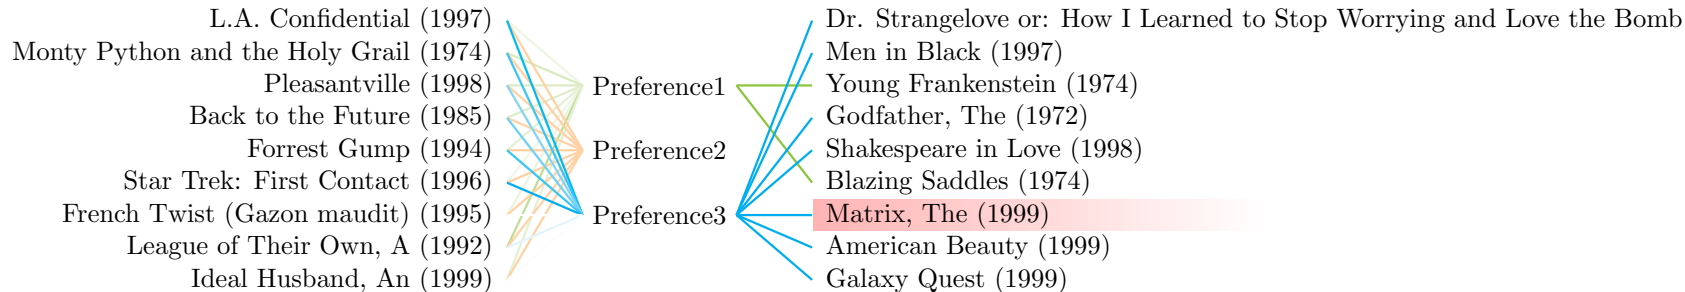 L.A. Confidential (1997)
Monty Python and the Holy Grail (1974)
Pleasantville (1998)
Back to the Future (1985)
Forrest Gump (1994)
Star Trek: First Contact (1996)
French Twist (Gazon maudit) (1995)
League of Their Own, A (1992)
Ideal Husband, An (1999)
Preference1
Preference2
Preference3
Dr. Strangelove or: How I Learned to Stop Worrying and Love the Bomb
Men in Black (1997)
Young Frankenstein (1974)
Godfather, The (1972)
Shakespeare in Love (1998)
Blazing Saddles (1974)
Matrix, The (1999)
American Beauty (1999)
Galaxy Quest (1999)